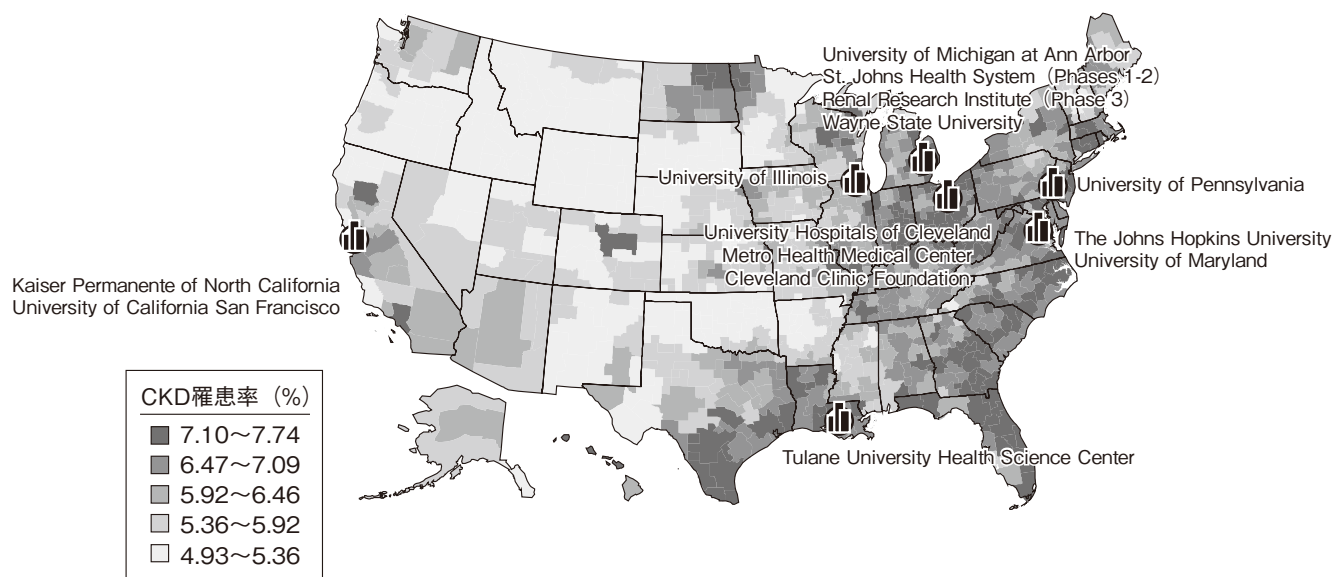 University of Michigan at Ann Arbor
St. Johns Health System（Phases 1-2）
Renal Research Institute（Phase 3）
Wayne State University
University of Illinois
University of Pennsylvania
University Hospitals of Cleveland
Metro Health Medical Center
Cleveland Clinic Foundation
The Johns Hopkins University
University of Maryland
Kaiser Permanente of North California
University of California San Francisco
Tulane University Health Science Center
CKD罹患率（%）
7.10～7.74
6.47～7.09
5.92～6.46
5.36～5.92
4.93～5.36